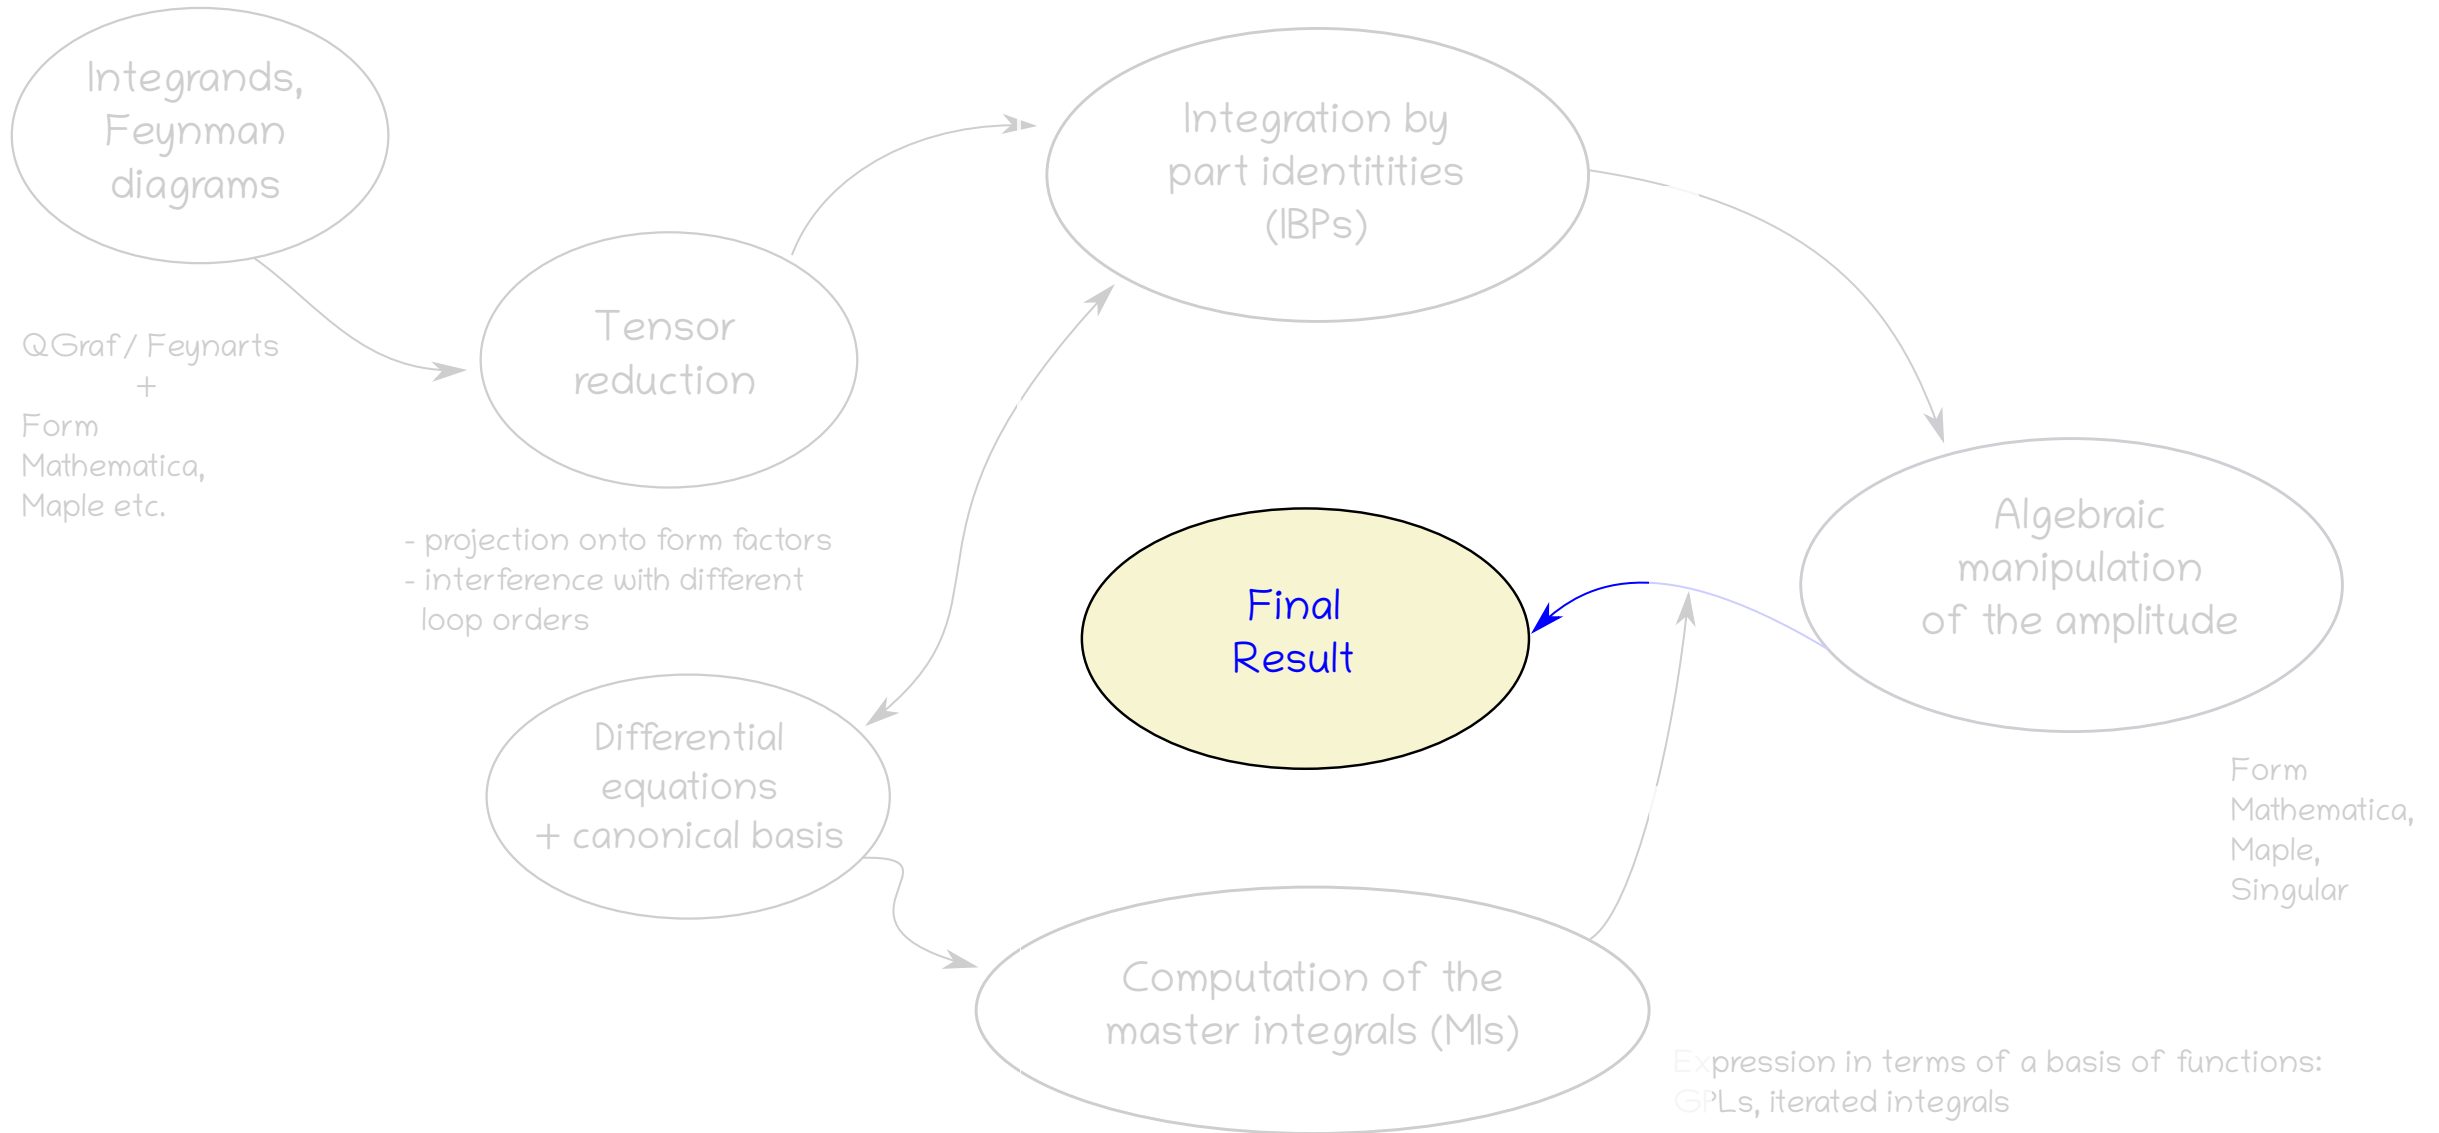 Integrands,
Feynman
diagrams
QGraf / Feynarts
+
Form
Mathematica,
Maple etc.
Tensor
reduction
- projection onto form factors
- interference with different
loop orders
Integration by
part identitities
(IBPs)
Differential
equations
+ canonical basis
Final
Result
Algebraic
manipulation
of the amplitude
Form
Mathematica,
Maple,
Singular
Computation of the
master integrals (MIs)
Expression in terms of a basis of functions:
GPLs, iterated integrals